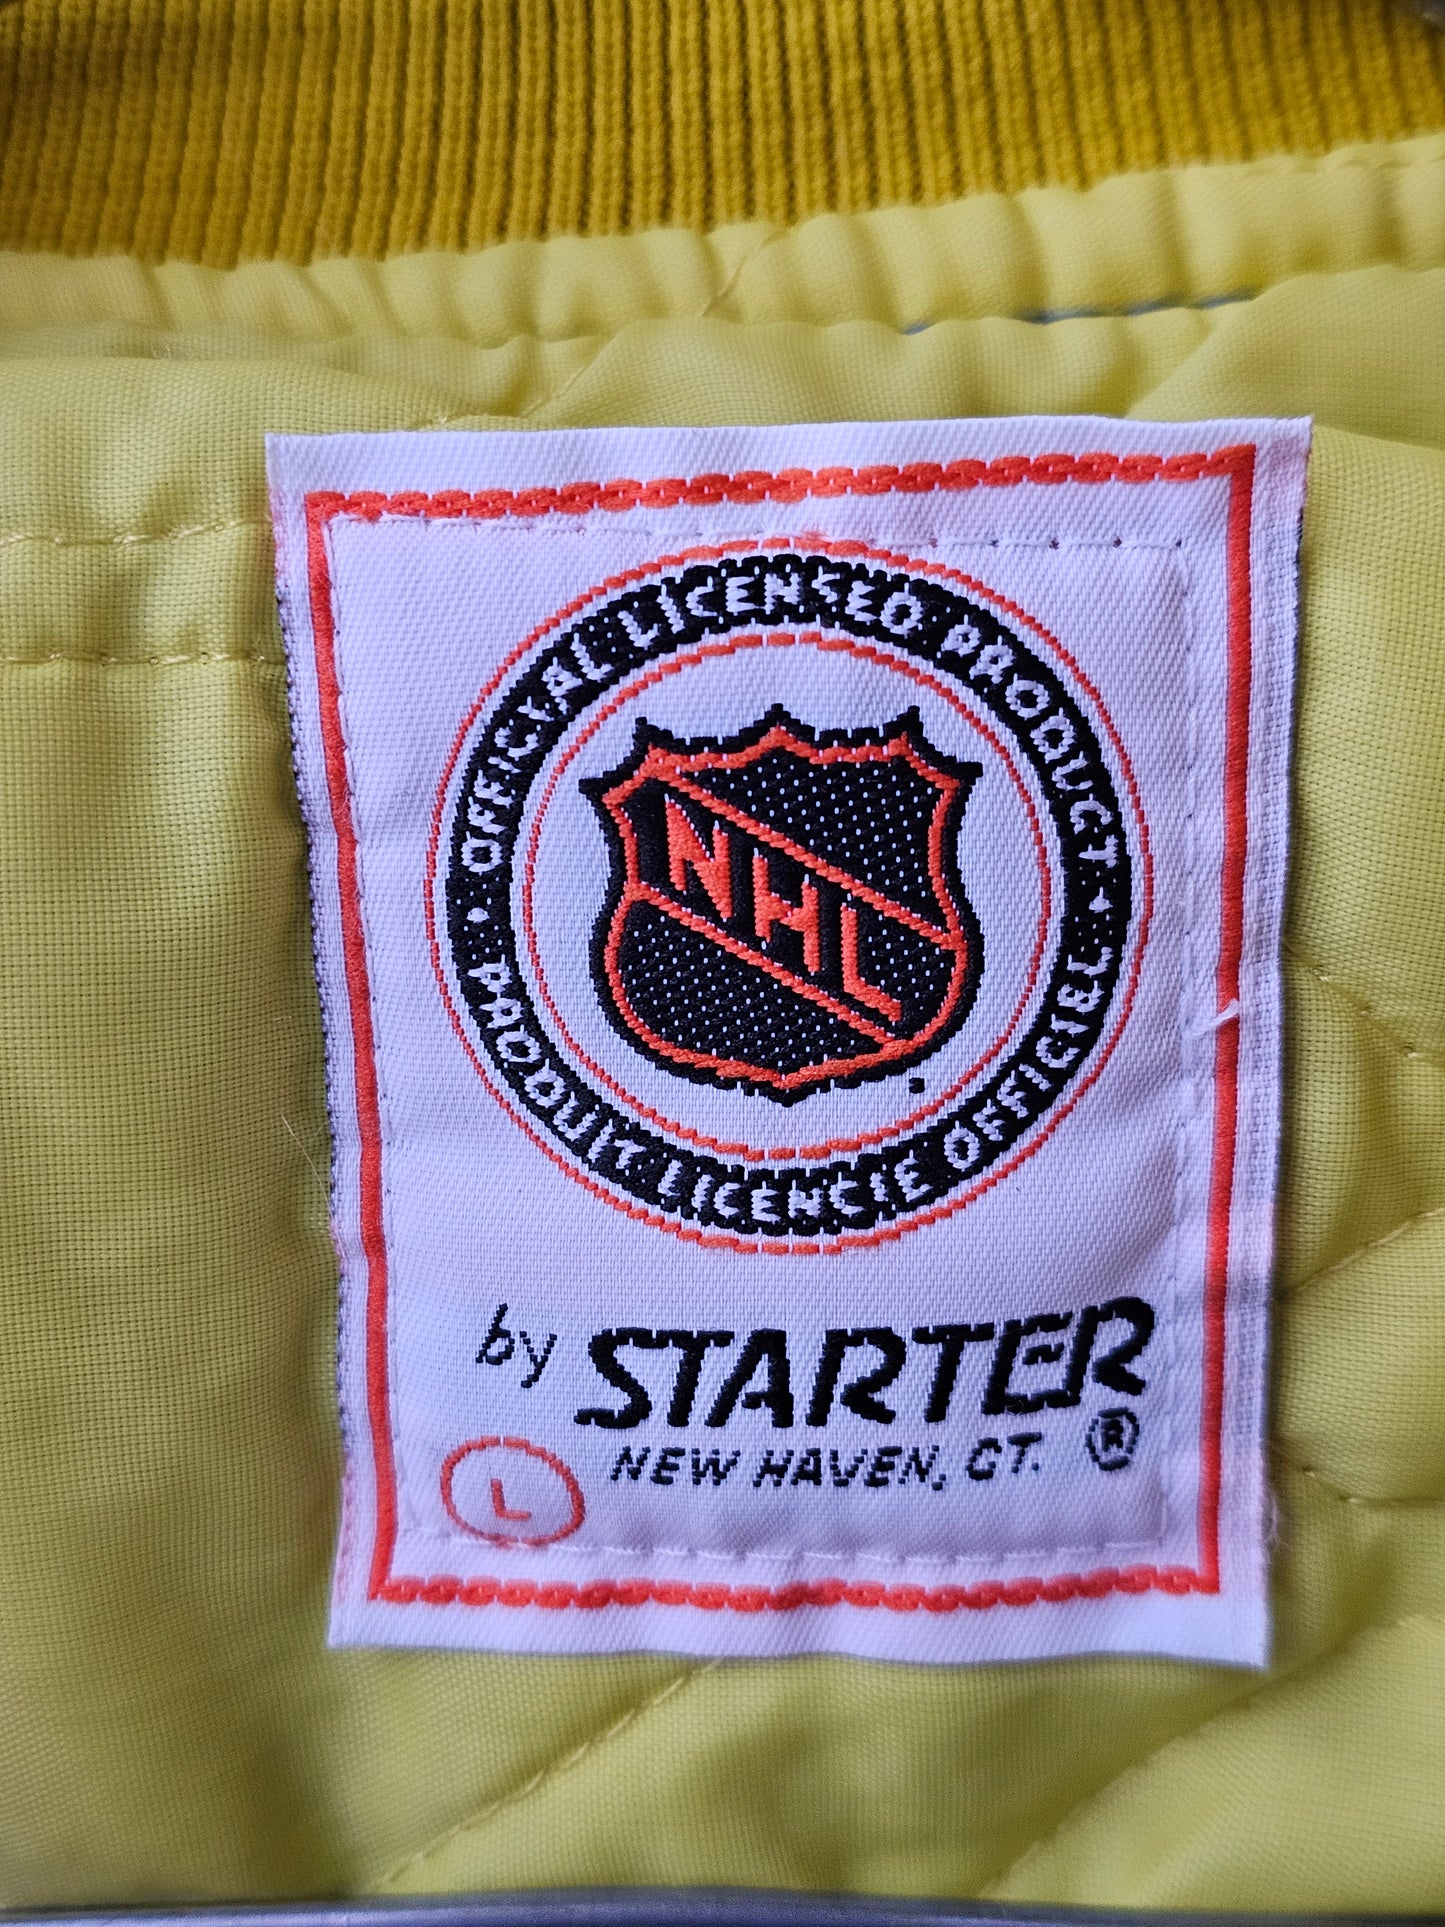 • OFFICIAL LICENSED PRODUCT •
NHL
PRODUIT LICENCIE OFFICIEL
by STARTER
NEW HAVEN, CT. ®
L